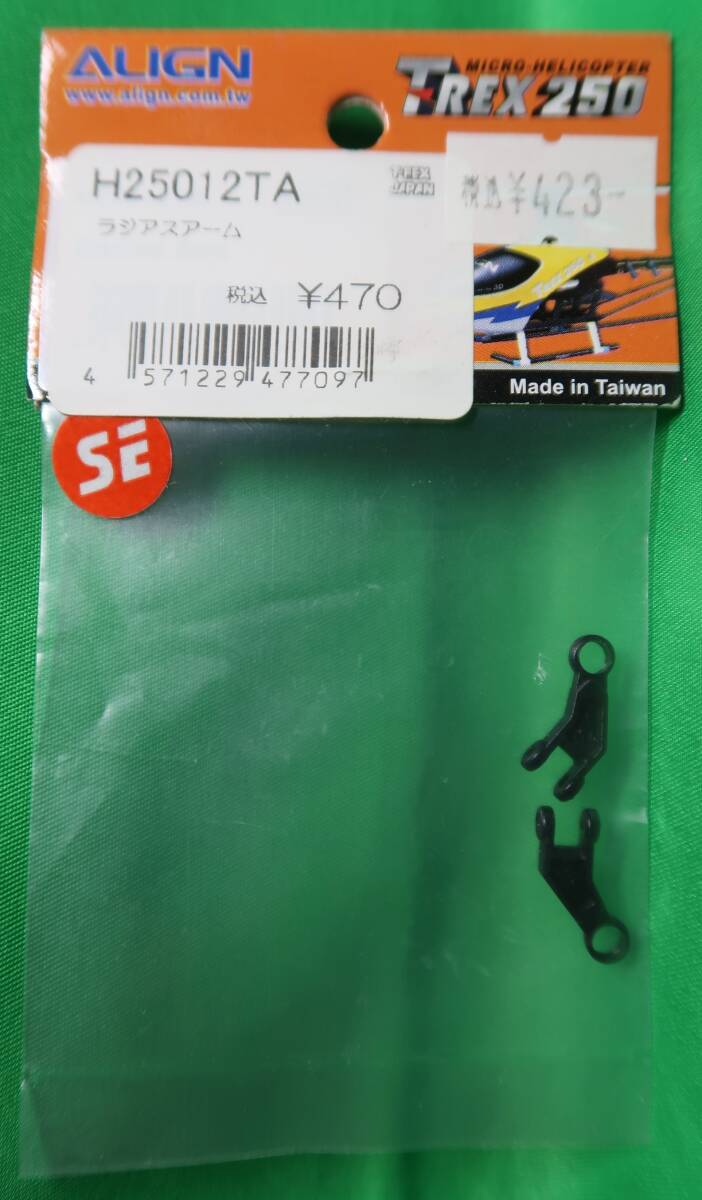 ALIGN
www.align.com.tw
MICRO-HELICOPTER
T-REX 250
H25012TA
T-REX
JAPAN
税込¥423-
ラジアスアーム
税込 ¥470
4 571229 477097
Made in Taiwan
SE